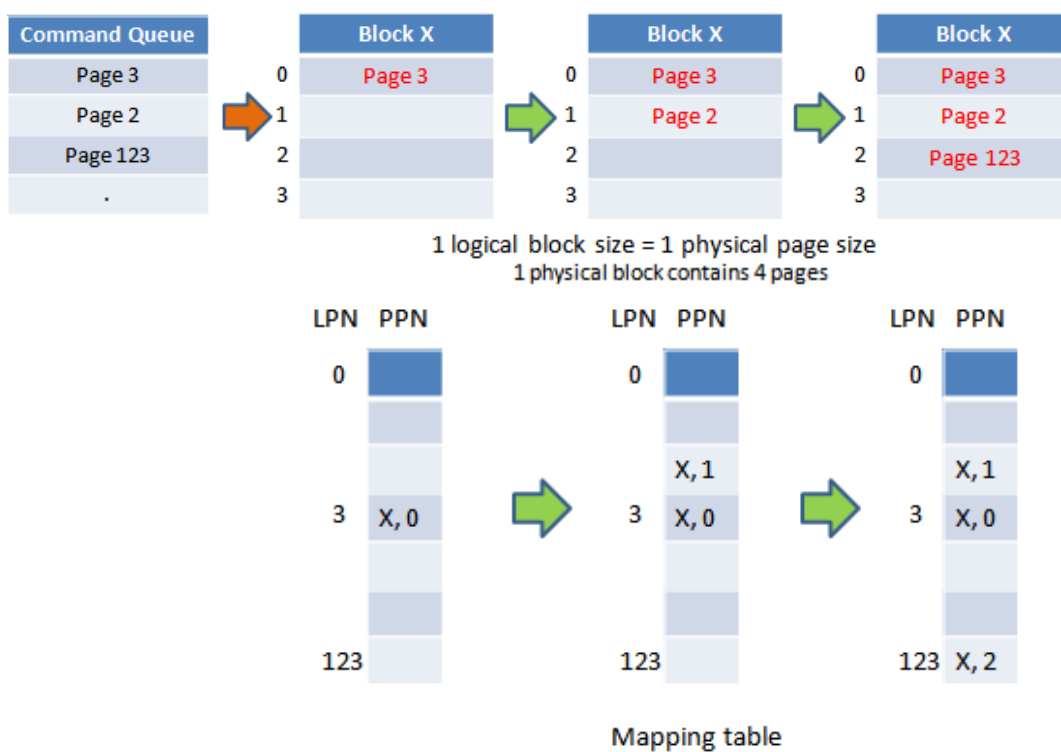 Command Queue
Page 3
Page 2
Page 123
.
Block X
0 Page 3
1
2
3
Block X
0 Page 3
1 Page 2
2
3
Block X
0 Page 3
1 Page 2
2 Page 123
3
1 logical block size = 1 physical page size
1 physical block contains 4 pages
LPN PPN
0
3 X, 0
123
LPN PPN
0
X, 1
3 X, 0
123
LPN PPN
0
X, 1
3 X, 0
123 X, 2
Mapping table